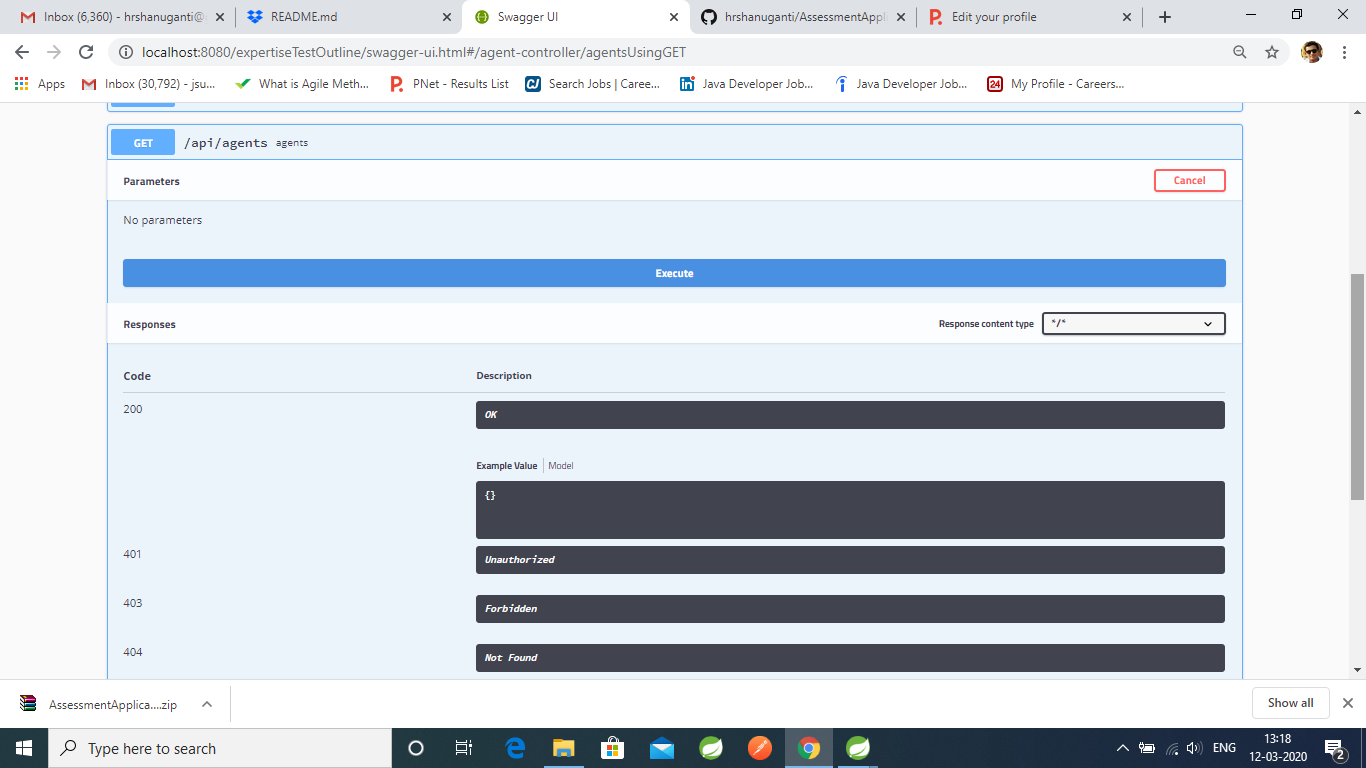 Inbox (6,360) - hrshanuganti@
README.md
Swagger UI
hrshanuganti/AssessmentAppli
Edit your profile
localhost:8080/expertiseTestOutline/swagger-ui.html#/agent-controller/agentsUsingGET
Apps
Inbox (30,792) - jsu...
What is Agile Meth...
PNet - Results List
Search Jobs | Caree...
Java Developer Job...
Java Developer Job...
24
My Profile - Careers...
GET /api/agents agents
Parameters
Cancel
No parameters
Execute
Responses
Response content type */*
Code Description
200 OK
Example Value Model
{}
401 Unauthorized
403 Forbidden
404 Not Found
AssessmentApplica....zip
Show all
Type here to search
ENG
13:18
12-03-2020
2